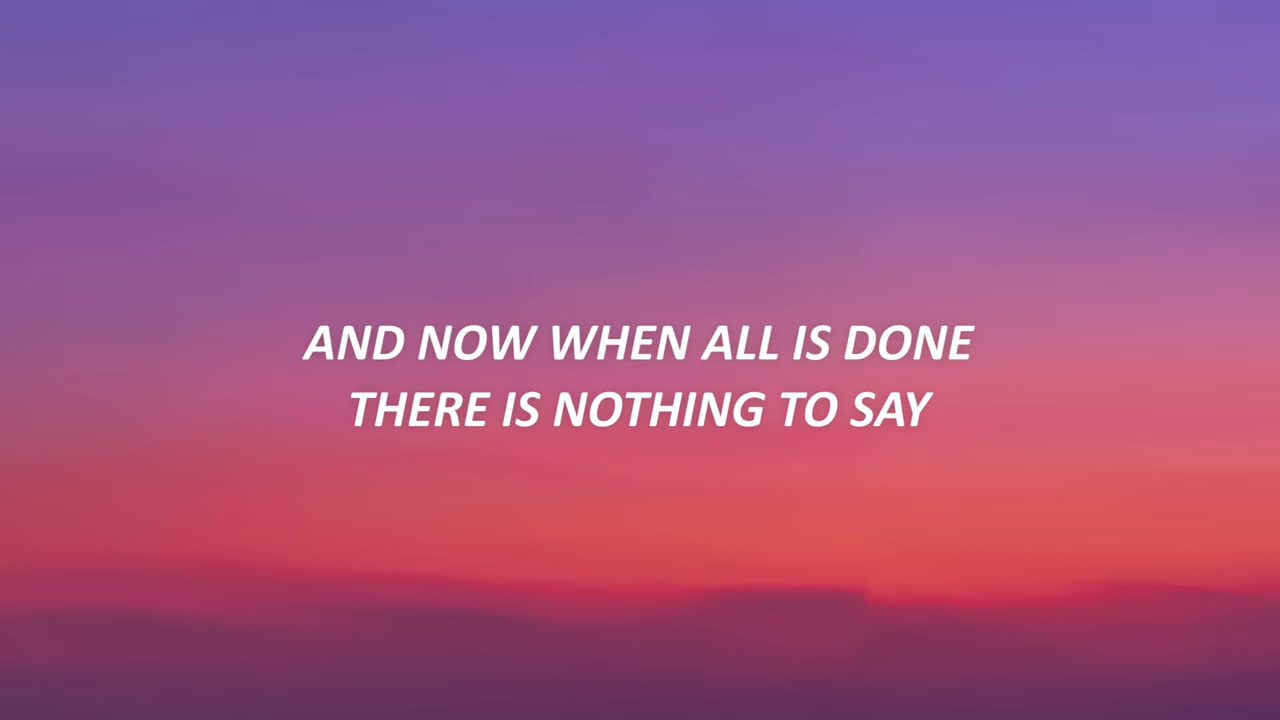 AND NOW WHEN ALL IS DONE
THERE IS NOTHING TO SAY